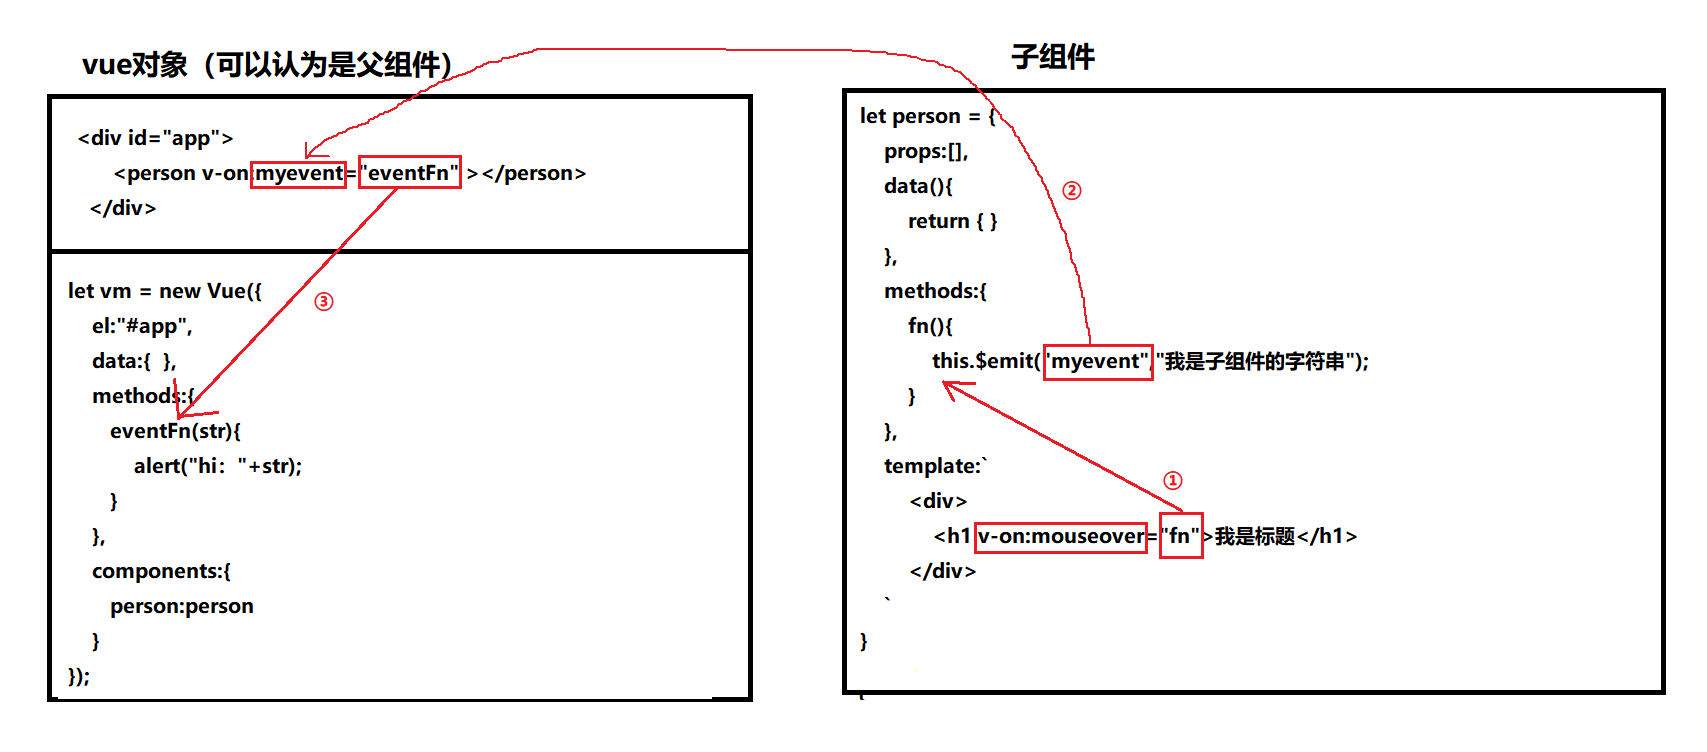 vue对象（可以认为是父组件）
<div id="app">
<person v-on:myevent="eventFn" ></person>
</div>
let vm = new Vue({
el:"#app",
data:{  },
methods:{
eventFn(str){
alert("hi："+str);
}
},
components:{
person:person
}
});
③
子组件
let person = {
props:[],
data(){
return { }
},
methods:{
fn(){
this.$emit("myevent","我是子组件的字符串");
}
},
template:`
<div>
<h1 v-on:mouseover="fn">我是标题</h1>
</div>
`
}
②
①